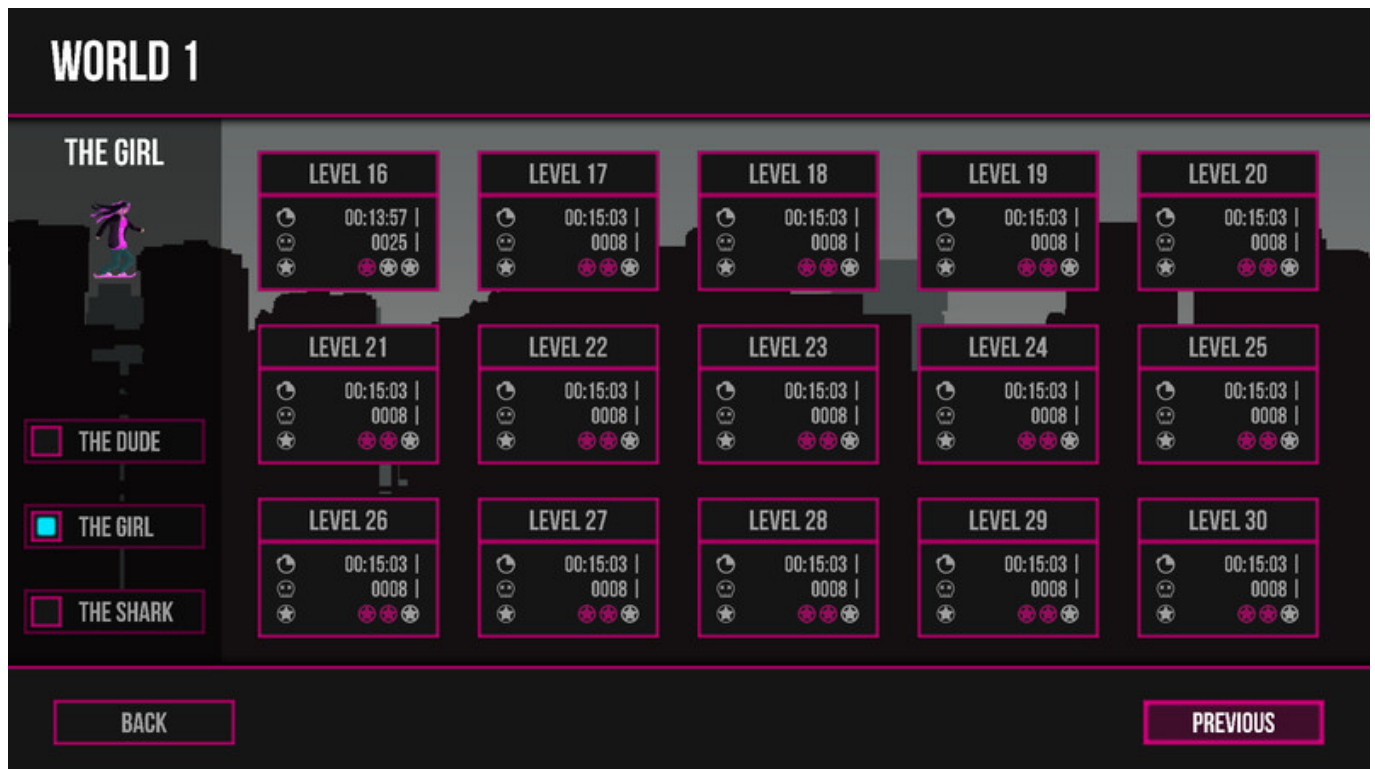 WORLD 1
THE GIRL
THE DUDE
THE GIRL
THE SHARK
LEVEL 16
00:13:57 |
0025 |
LEVEL 17
00:15:03 |
0008 |
LEVEL 18
00:15:03 |
0008 |
LEVEL 19
00:15:03 |
0008 |
LEVEL 20
00:15:03 |
0008 |
LEVEL 21
00:15:03 |
0008 |
LEVEL 22
00:15:03 |
0008 |
LEVEL 23
00:15:03 |
0008 |
LEVEL 24
00:15:03 |
0008 |
LEVEL 25
00:15:03 |
0008 |
LEVEL 26
00:15:03 |
0008 |
LEVEL 27
00:15:03 |
0008 |
LEVEL 28
00:15:03 |
0008 |
LEVEL 29
00:15:03 |
0008 |
LEVEL 30
00:15:03 |
0008 |
BACK
PREVIOUS